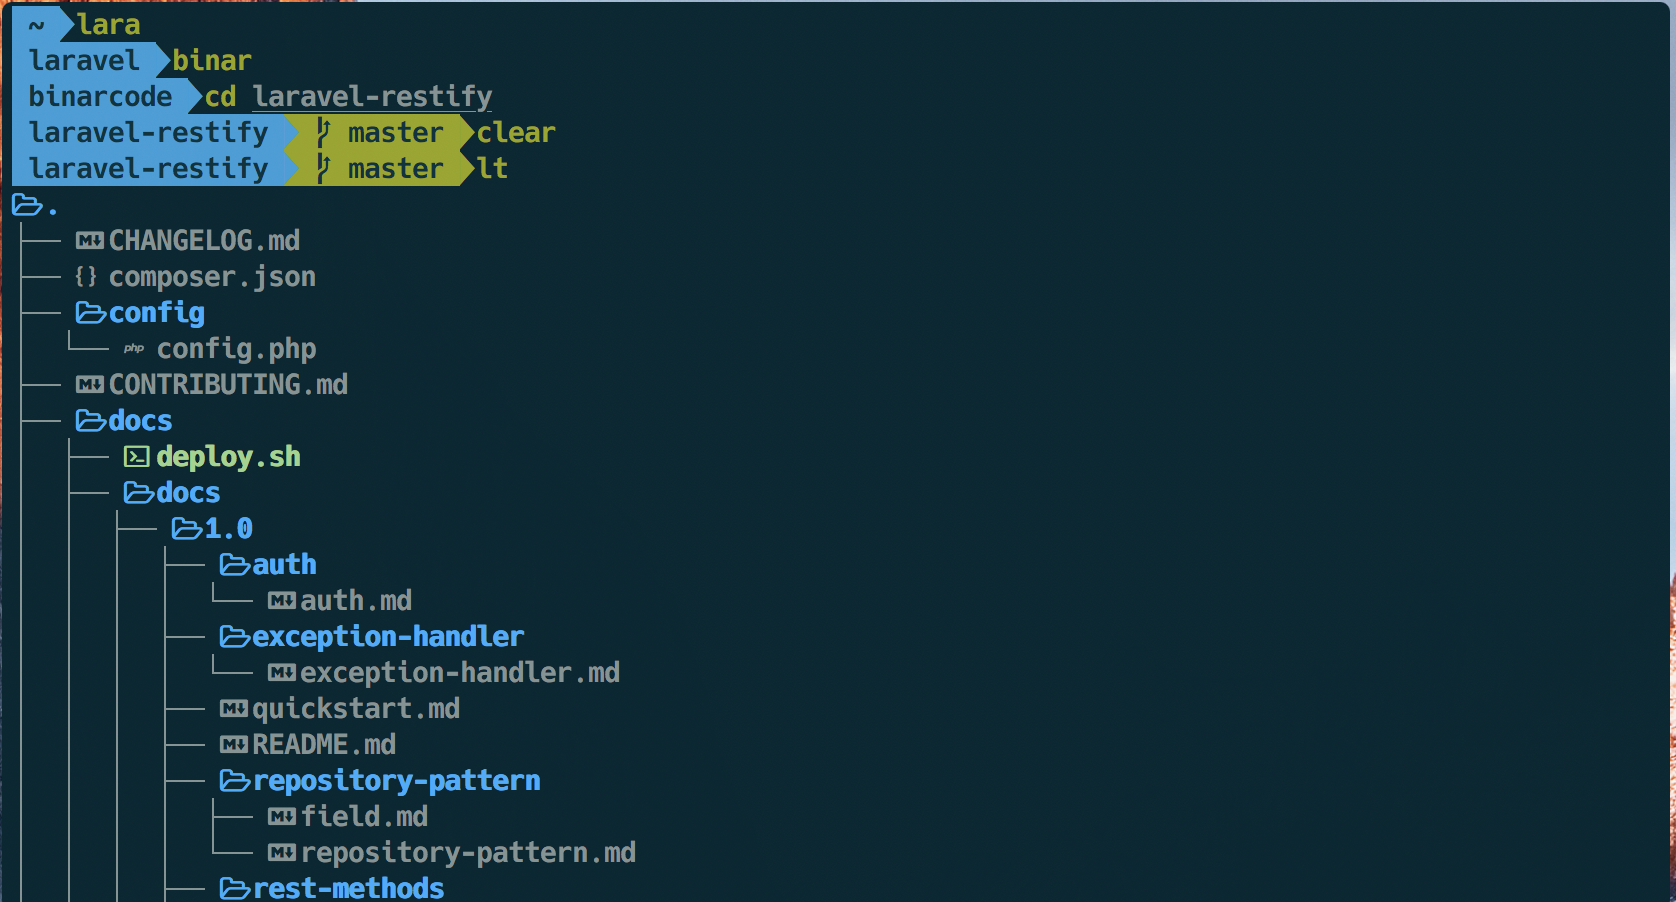 ~ lara
laravel binar
binarcode cd laravel-restify
laravel-restify master clear
laravel-restify master lt
.
M↓ CHANGELOG.md
{} composer.json
config
php config.php
M↓ CONTRIBUTING.md
docs
>_ deploy.sh
docs
1.0
auth
M↓ auth.md
exception-handler
M↓ exception-handler.md
M↓ quickstart.md
M↓ README.md
repository-pattern
M↓ field.md
M↓ repository-pattern.md
rest-methods